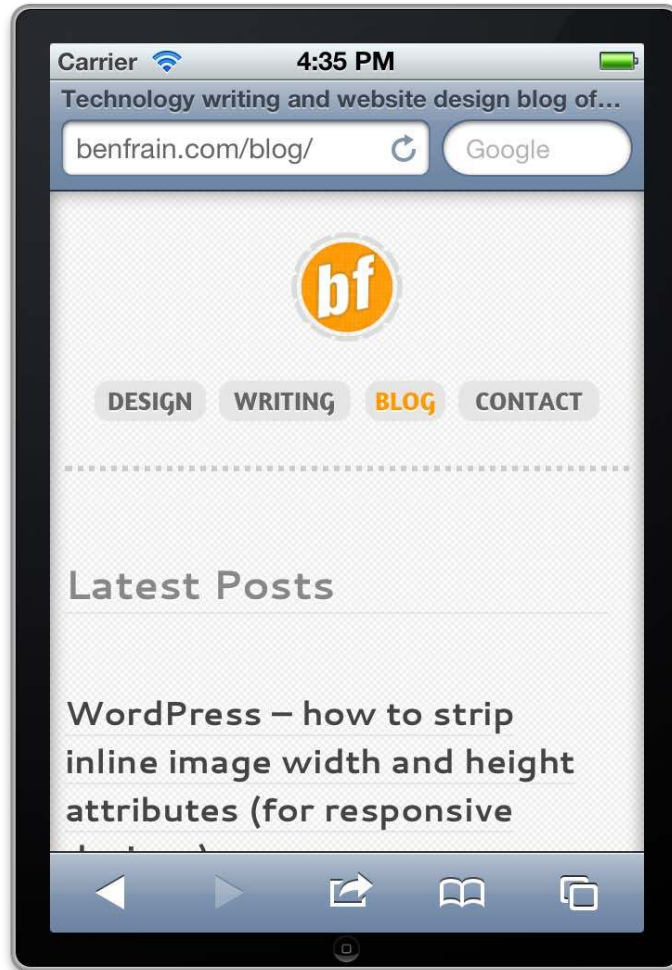 Carrier 4:35 PM
Technology writing and website design blog of...
benfrain.com/blog/ Google
bf
DESIGN WRITING BLOG CONTACT
Latest Posts
WordPress – how to strip
inline image width and height
attributes (for responsive